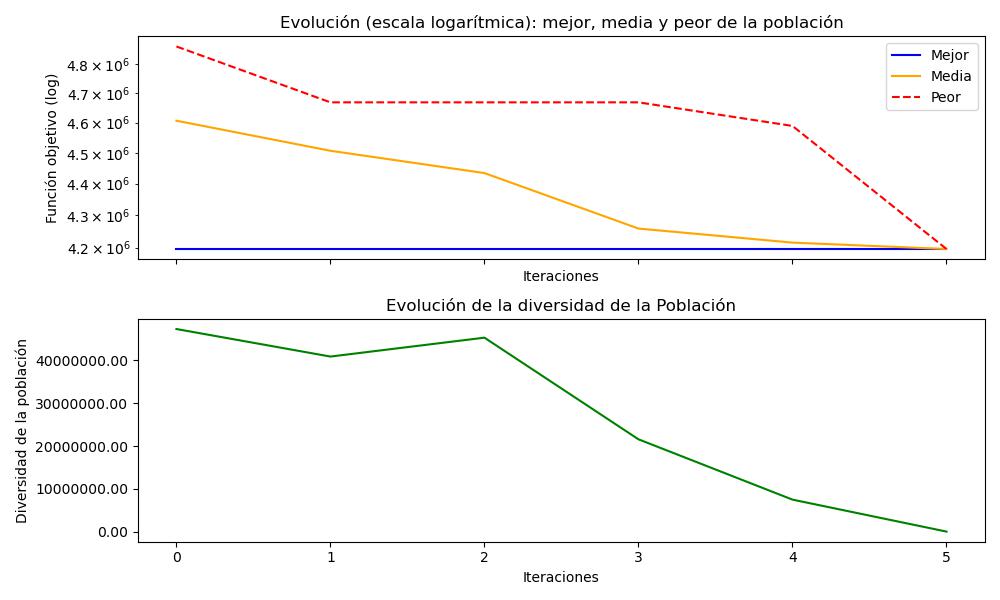 Evolución (escala logarítmica): mejor, media y peor de la población
Función objetivo (log)
4.8 × 10⁶
4.7 × 10⁶
4.6 × 10⁶
4.5 × 10⁶
4.4 × 10⁶
4.3 × 10⁶
4.2 × 10⁶
Mejor
Media
Peor
Iteraciones
Evolución de la diversidad de la Población
Diversidad de la población
40000000.00
30000000.00
20000000.00
10000000.00
0.00
0 1 2 3 4 5
Iteraciones